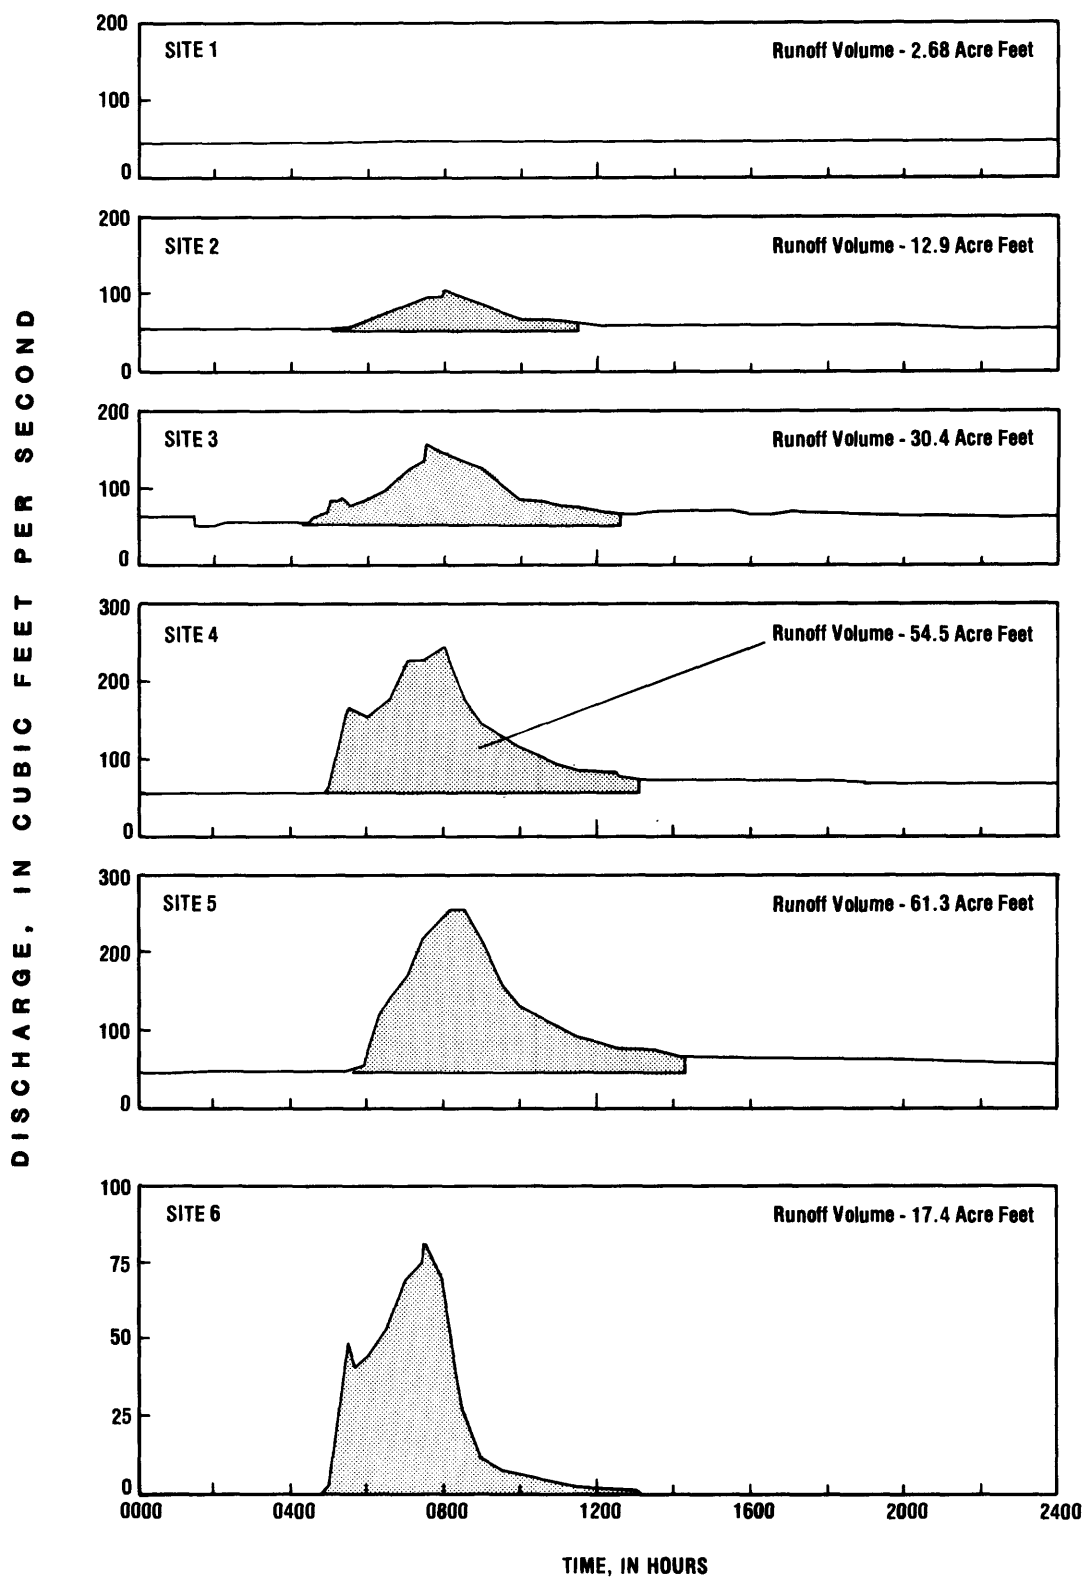 DISCHARGE, IN CUBIC FEET PER SECOND
200
SITE 1
Runoff Volume - 2.68 Acre Feet
100
0
200
SITE 2
Runoff Volume - 12.9 Acre Feet
100
0
200
SITE 3
Runoff Volume - 30.4 Acre Feet
100
0
300
SITE 4
Runoff Volume - 54.5 Acre Feet
200
100
0
300
SITE 5
Runoff Volume - 61.3 Acre Feet
200
100
0
100
SITE 6
Runoff Volume - 17.4 Acre Feet
75
50
25
0
0000 0400 0800 1200 1600 2000 2400
TIME, IN HOURS